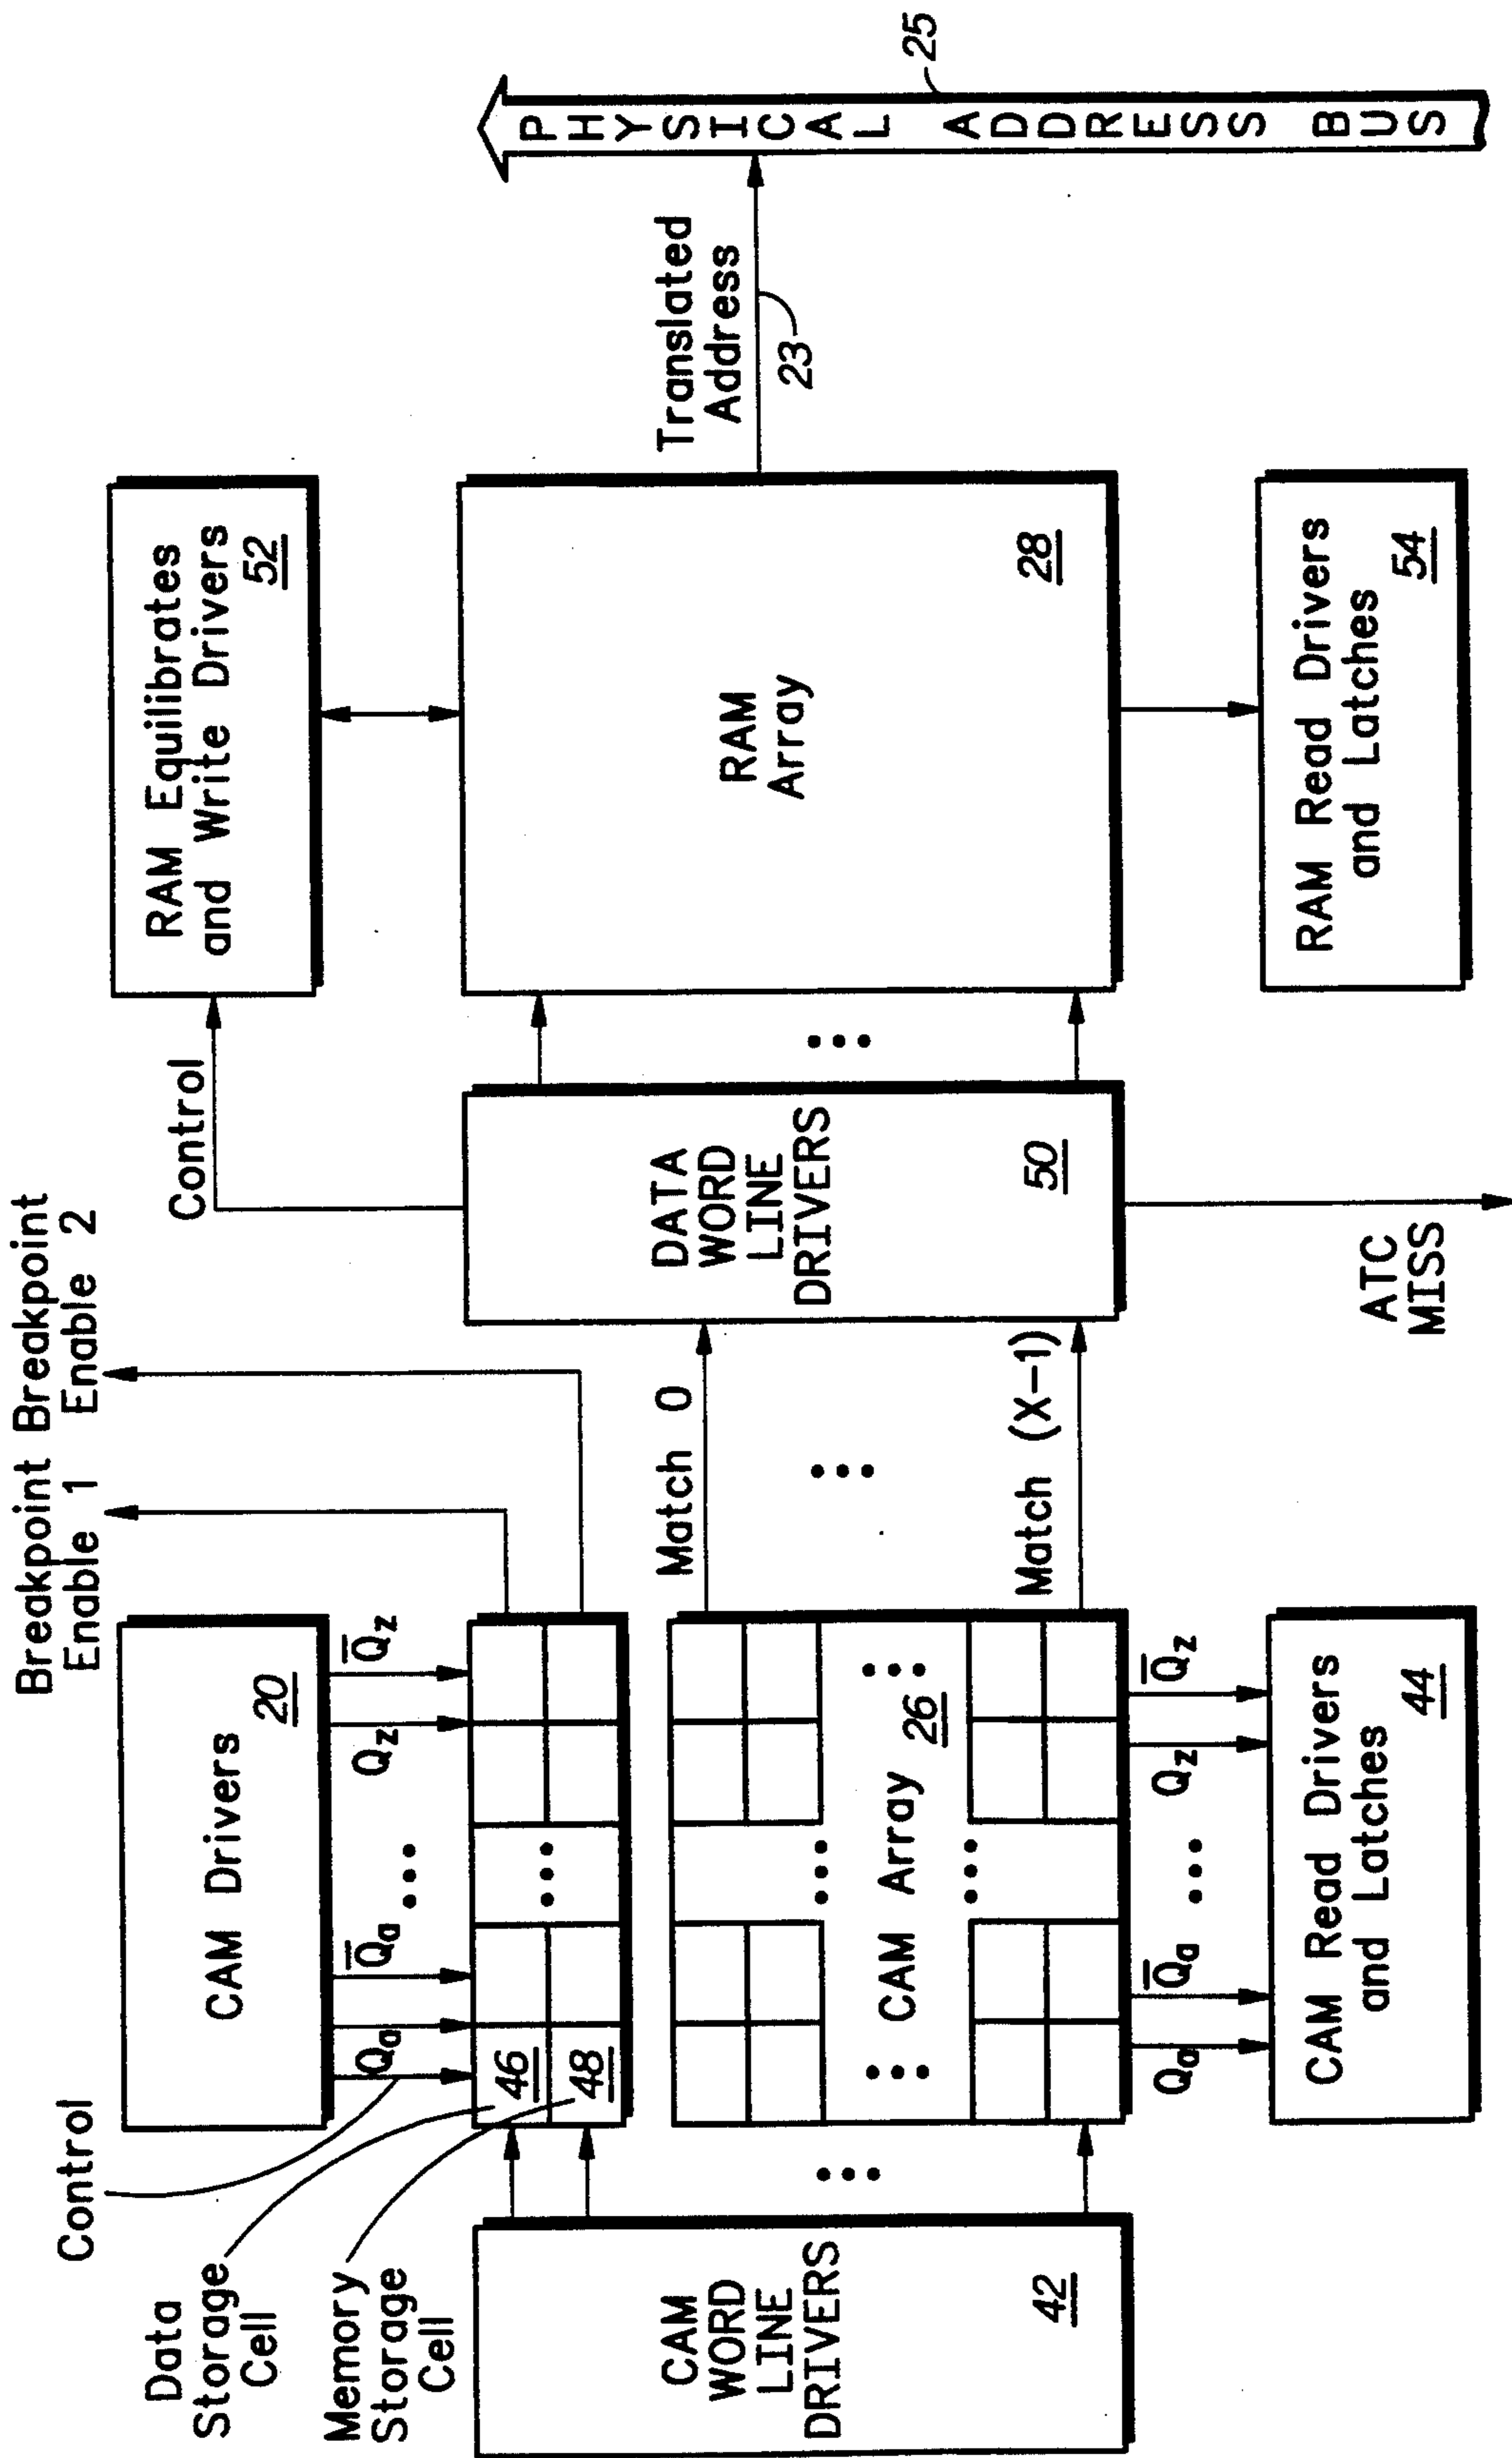 Breakpoint Breakpoint
Enable 1 Enable 2
Control
Control
Data
Storage
Cell
Memory
Storage
Cell
CAM Drivers
20
Qa
Q̅a
•••
Qz
Q̅z
RAM Equilibrates
and Write Drivers
52
46
•••
48
CAM
WORD
LINE
DRIVERS
42
•••
CAM Array
26
Match 0
•••
Match (X-1)
DATA
WORD
LINE
DRIVERS
50
•••
RAM
Array
28
Translated
Address
23
PHYSICAL ADDRESS BUS
25
Qa
Q̅a
•••
Qz
Q̅z
CAM Read Drivers
and Latches
44
ATC
MISS
RAM Read Drivers
and Latches
54